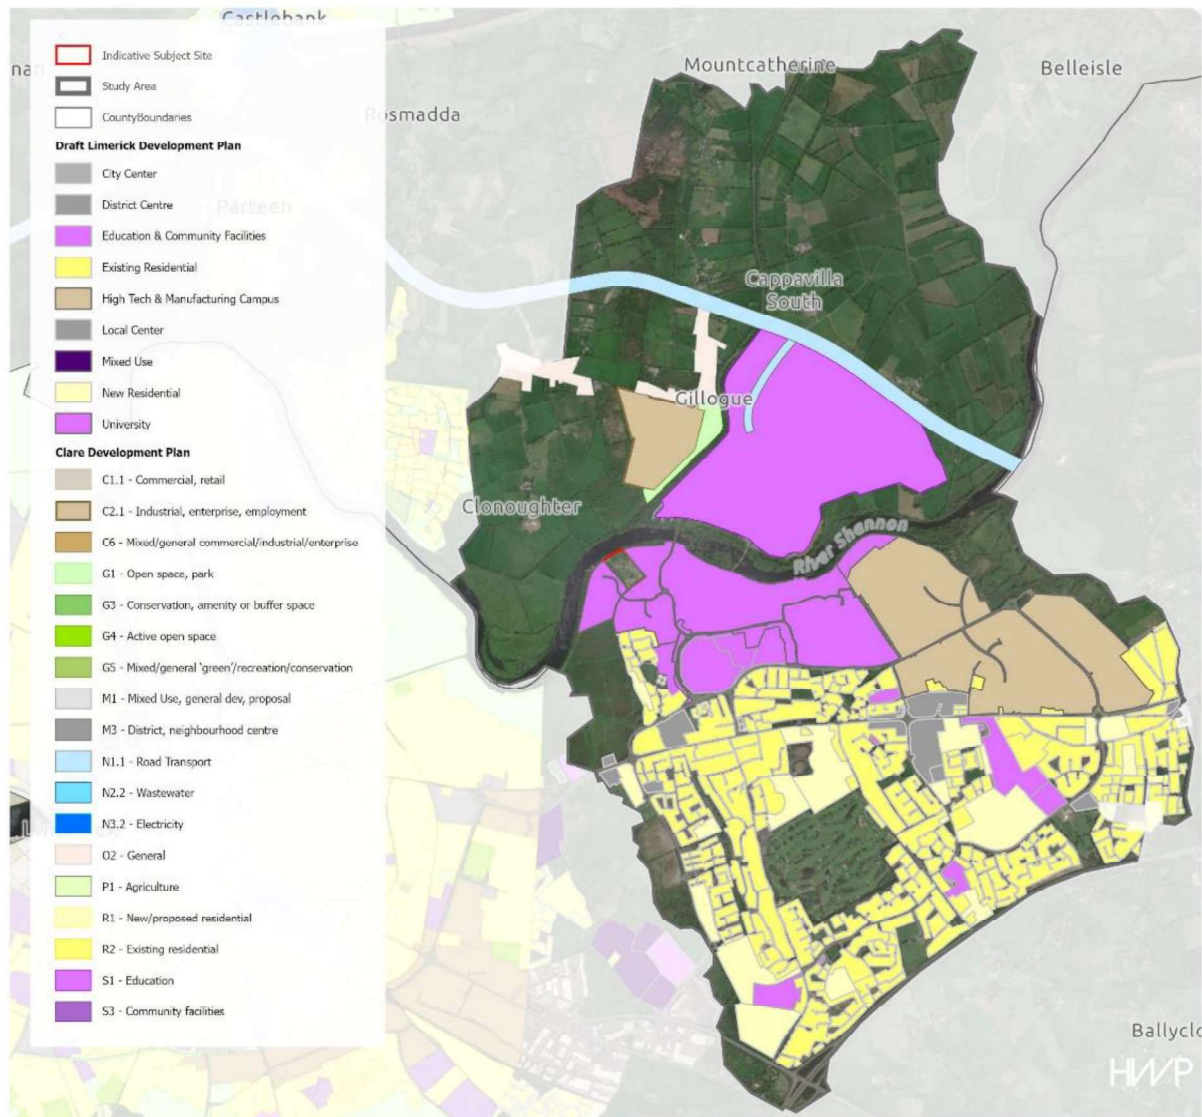 Castlebank
Mountcatherine
Belleisle
Rosmadda
Parteen
Cappavilla
South
Gillogue
Clonoughter
River Shannon
Ballyclo
HWP
nan
Indicative Subject Site
Study Area
CountyBoundaries
Draft Limerick Development Plan
City Center
District Centre
Education & Community Facilities
Existing Residential
High Tech & Manufacturing Campus
Local Center
Mixed Use
New Residential
University
Clare Development Plan
C1.1 - Commercial, retail
C2.1 - Industrial, enterprise, employment
C6 - Mixed/general commercial/industrial/enterprise
G1 - Open space, park
G3 - Conservation, amenity or buffer space
G4 - Active open space
G5 - Mixed/general 'green'/recreation/conservation
M1 - Mixed Use, general dev, proposal
M3 - District, neighbourhood centre
N1.1 - Road Transport
N2.2 - Wastewater
N3.2 - Electricity
O2 - General
P1 - Agriculture
R1 - New/proposed residential
R2 - Existing residential
S1 - Education
S3 - Community facilities